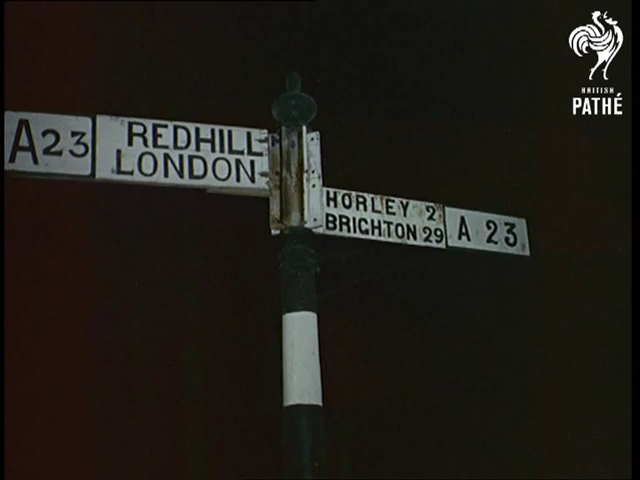 BRITISH
PATHÉ
A23
REDHILL
LONDON
HORLEY 2
BRIGHTON 29
A 23